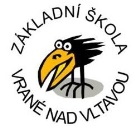 ZÁKLADNÍ ŠKOLA
VRANÉ NAD VLTAVOU